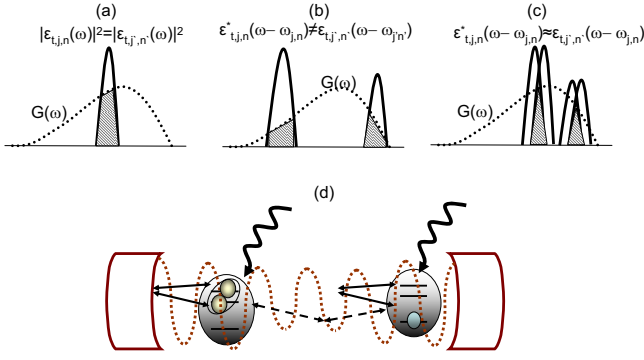 (a)
|ε_{t,j,n}(ω)|²=|ε_{t,j`,n`}(ω)|²
G(ω)
(b)
ε*_{t,j,n}(ω− ω_{j,n})≠ε_{t,j`,n`}(ω− ω_{j'n'})
G(ω)
(c)
ε*_{t,j,n}(ω− ω_{j,n})≈ε_{t,j`,n`}(ω− ω_{j,n})
G(ω)
(d)